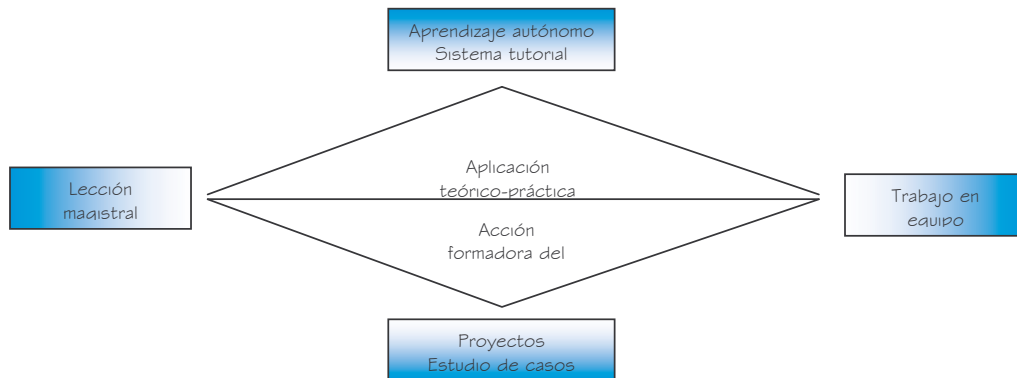 Aprendizaje autónomo
Sistema tutorial
Lección
magistral
Aplicación
teórico-práctica
Acción
formadora del
Trabajo en
equipo
Proyectos
Estudio de casos